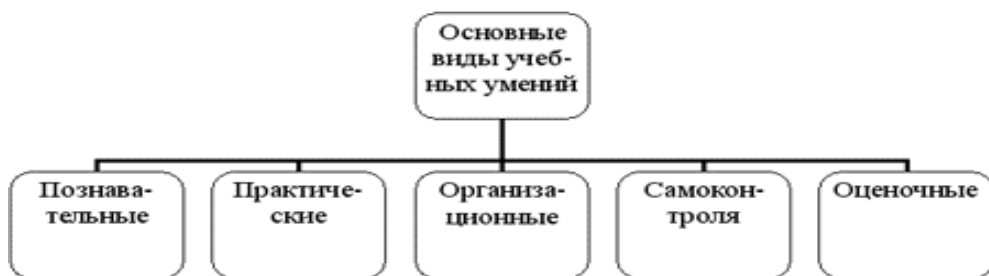 Основные
виды учеб-
ных умений
Познава-
тельные
Практиче-
ские
Организа-
ционные
Самокон-
троля
Оценочные